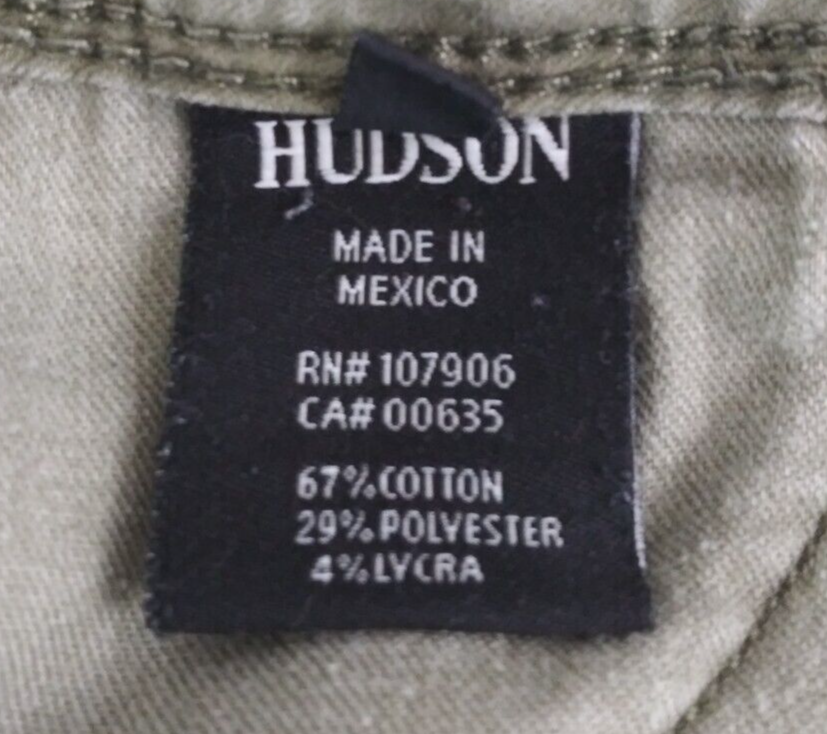 HUDSON
MADE IN
MEXICO
RN# 107906
CA# 00635
67% COTTON
29% POLYESTER
4% LYCRA